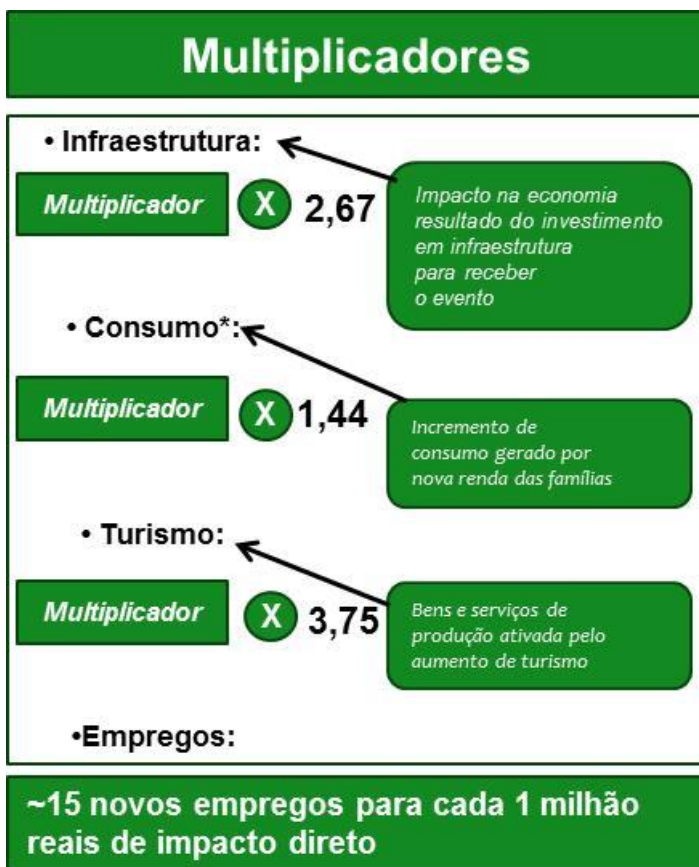 Multiplicadores
• Infraestrutura:
Multiplicador X 2,67
Impacto na economia
resultado do investimento
em infraestrutura
para receber
o evento
• Consumo*:
Multiplicador X 1,44
Incremento de
consumo gerado por
nova renda das famílias
• Turismo:
Multiplicador X 3,75
Bens e serviços de
produção ativada pelo
aumento de turismo
•Empregos:
~15 novos empregos para cada 1 milhão
reais de impacto direto